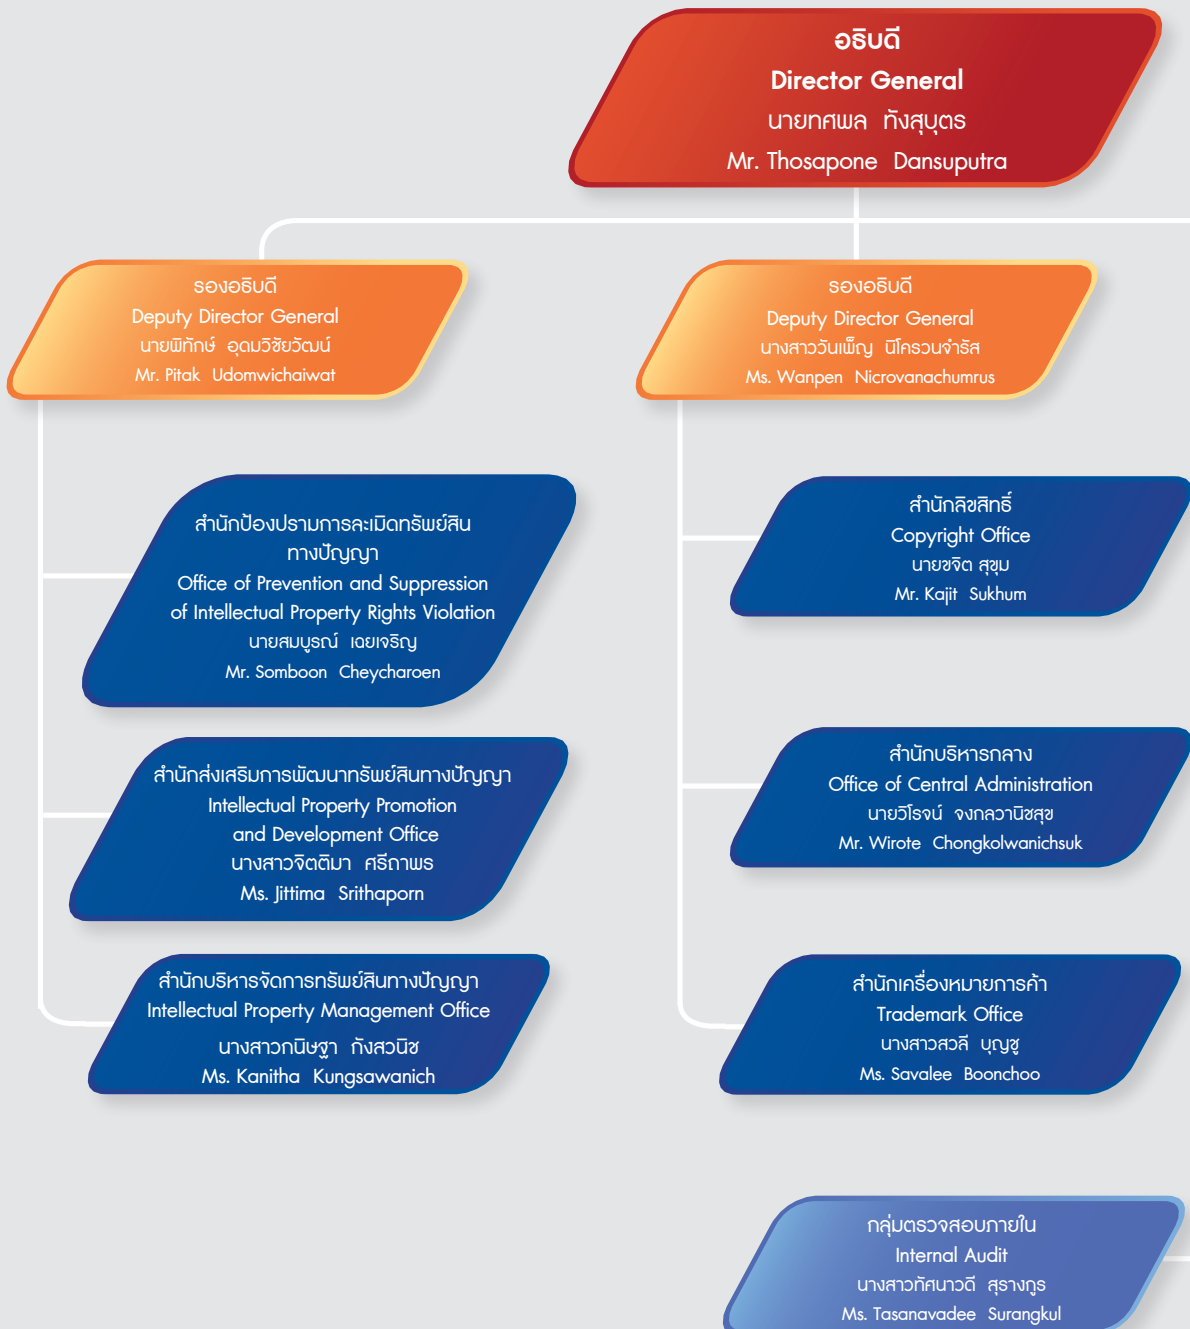 อธิบดี
Director General
นายทศพล ทังสุบุตร
Mr. Thosapone Dansuputra
รองอธิบดี
Deputy Director General
นายพิทักษ์ อุดมวิชัยวัฒน์
Mr. Pitak Udomwichaiwat
รองอธิบดี
Deputy Director General
นางสาววันเพ็ญ นิโครวนจำรัส
Ms. Wanpen Nicrovanachumrus
สำนักป้องปรามการละเมิดทรัพย์สิน
ทางปัญญา
Office of Prevention and Suppression
of Intellectual Property Rights Violation
นายสมบูรณ์ เฉยเจริญ
Mr. Somboon Cheycharoen
สำนักส่งเสริมการพัฒนาทรัพย์สินทางปัญญา
Intellectual Property Promotion
and Development Office
นางสาวจิตติมา ศรีถาพร
Ms. Jittima Srithaporn
สำนักบริหารจัดการทรัพย์สินทางปัญญา
Intellectual Property Management Office
นางสาวกนิษฐา กังสวนิช
Ms. Kanitha Kungsawanich
สำนักลิขสิทธิ์
Copyright Office
นายขจิต สุขุม
Mr. Kajit Sukhum
สำนักบริหารกลาง
Office of Central Administration
นายวิโรจน์ จงกลวานิชสุข
Mr. Wirote Chongkolwanichsuk
สำนักเครื่องหมายการค้า
Trademark Office
นางสาวสวลี บุญชู
Ms. Savalee Boonchoo
กลุ่มตรวจสอบภายใน
Internal Audit
นางสาวทัศนาวดี สุรางกูร
Ms. Tasanavadee Surangkul